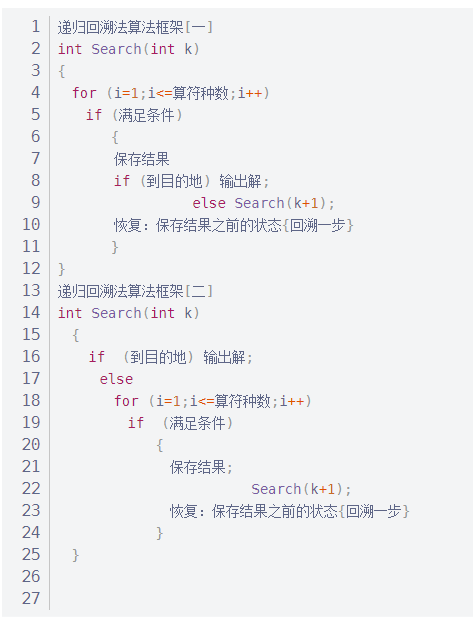 1 递归回溯法算法框架[一]
2 int Search(int k)
3 {
4 for (i=1;i<=算符种数;i++)
5 if (满足条件)
6 {
7 保存结果
8 if (到目的地) 输出解;
9 else Search(k+1);
10 恢复：保存结果之前的状态{回溯一步}
11 }
12 }
13 递归回溯法算法框架[二]
14 int Search(int k)
15 {
16 if (到目的地) 输出解;
17 else
18 for (i=1;i<=算符种数;i++)
19 if (满足条件)
20 {
21 保存结果;
22 Search(k+1);
23 恢复：保存结果之前的状态{回溯一步}
24 }
25 }
26
27